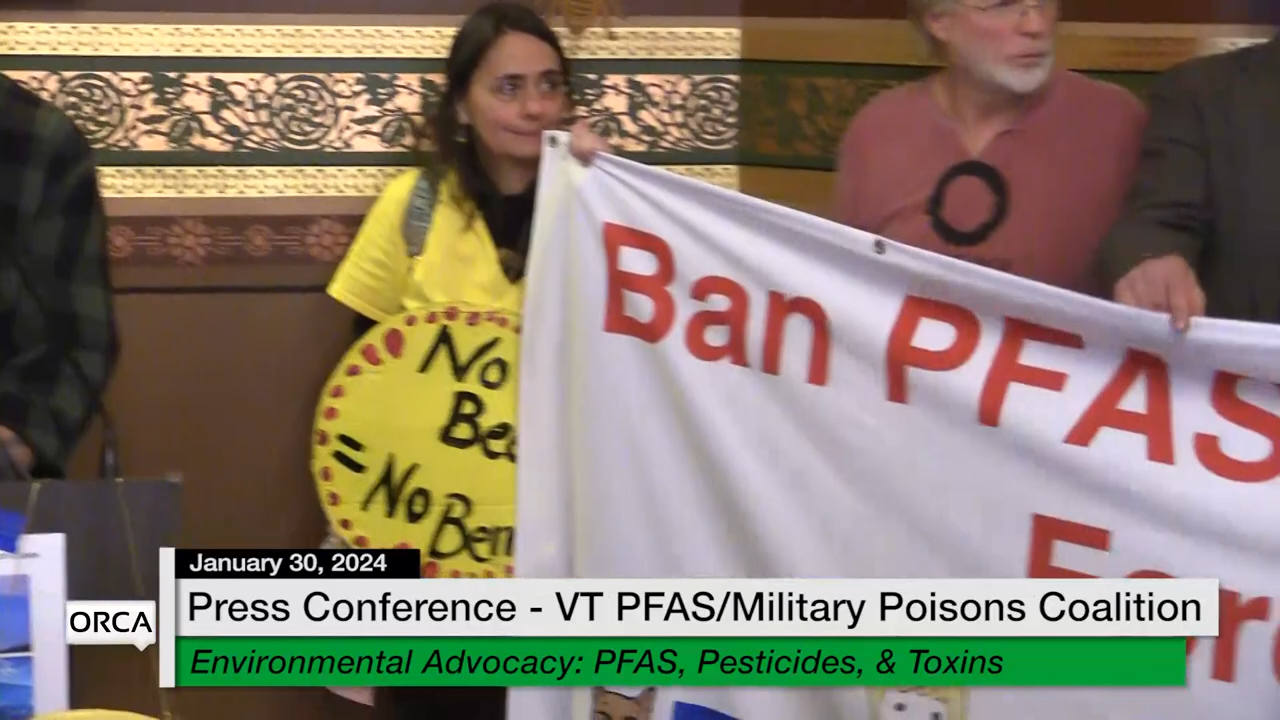 Ban PFAS
No
= No
January 30, 2024
Press Conference - VT PFAS/Military Poisons Coalition
ORCA
Environmental Advocacy: PFAS, Pesticides, & Toxins